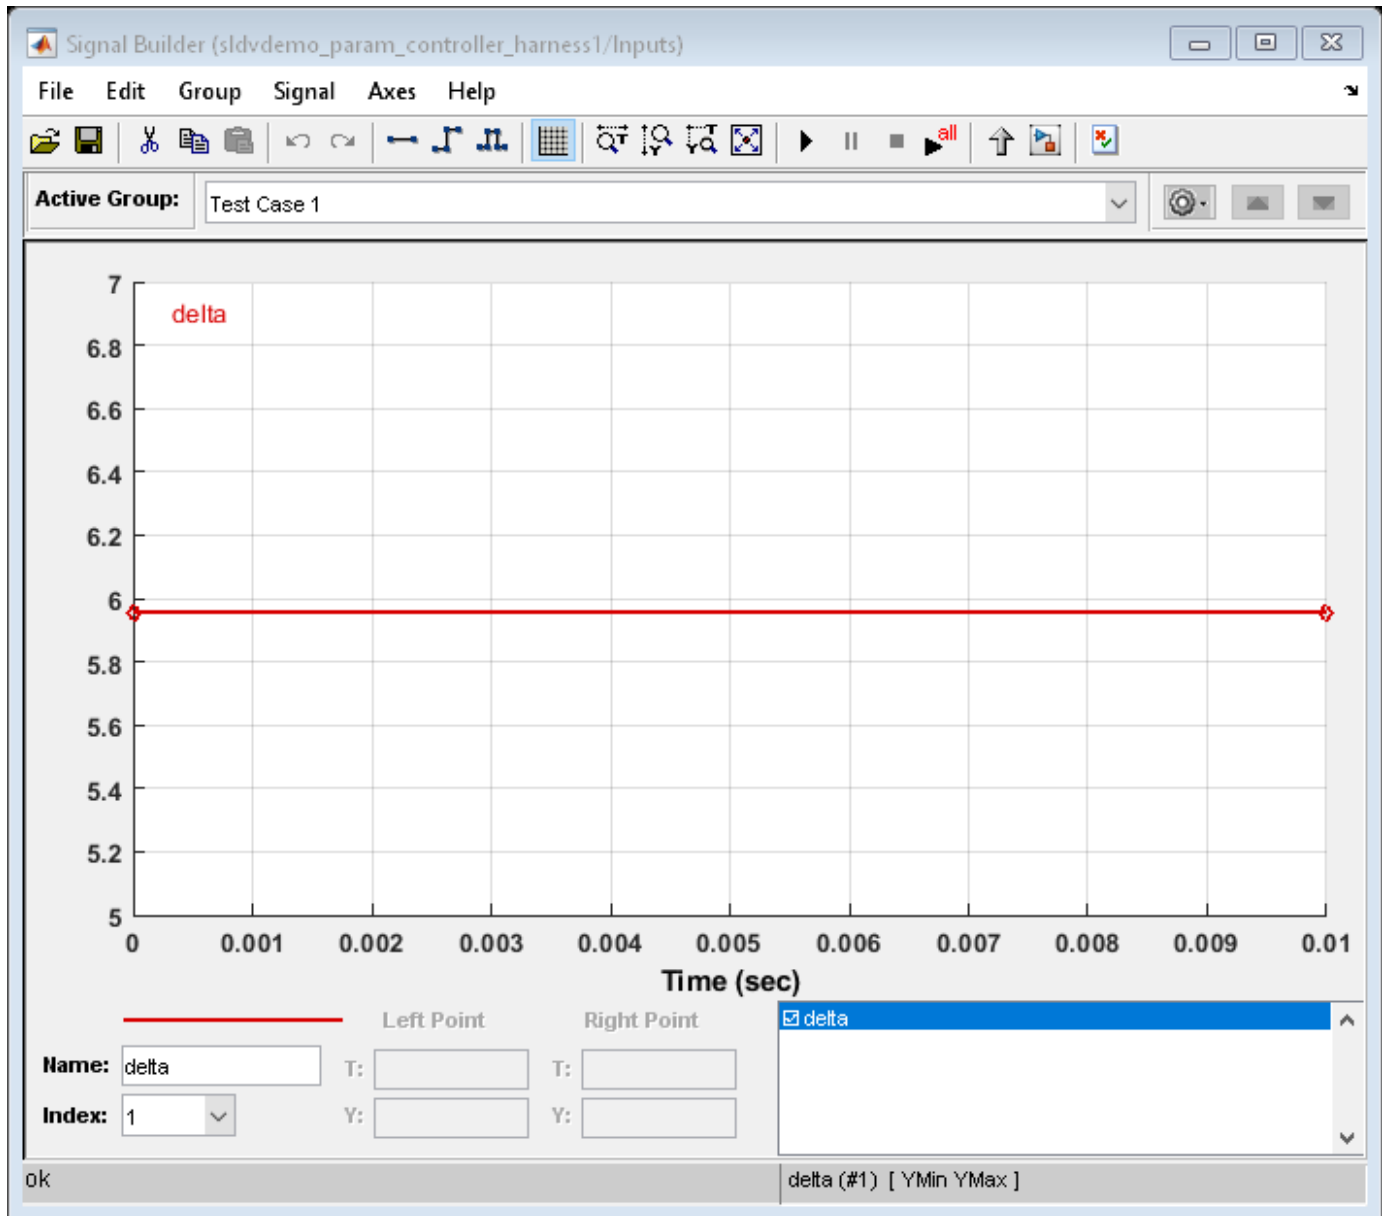 Signal Builder (sldvdemo_param_controller_harness1/Inputs)
File Edit Group Signal Axes Help
all
Active Group: Test Case 1
delta
7
6.8
6.6
6.4
6.2
6
5.8
5.6
5.4
5.2
5
0 0.001 0.002 0.003 0.004 0.005 0.006 0.007 0.008 0.009 0.01
Time (sec)
Left Point Right Point
delta
Name: delta T: T:
Index: 1 Y: Y:
ok delta (#1) [ YMin YMax ]